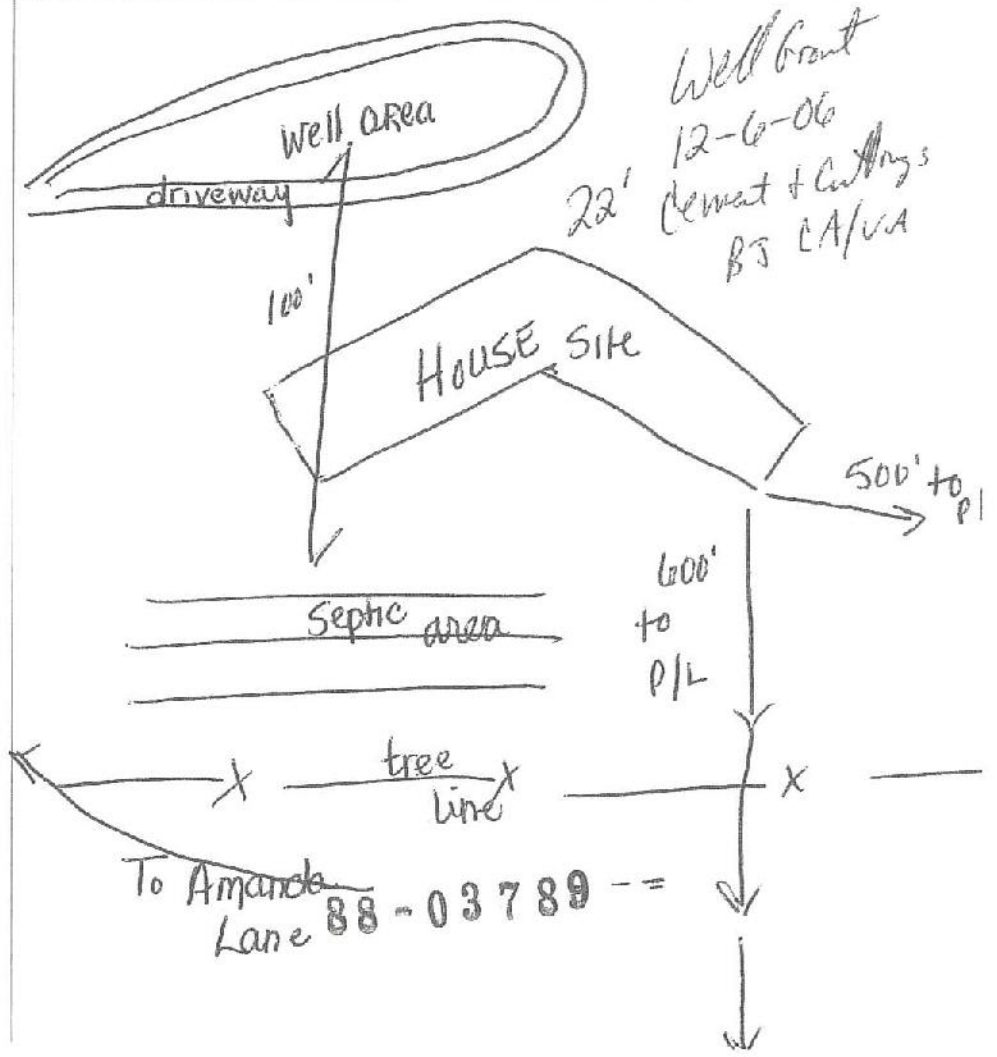 Well Grout
12-6-06
22' Cement + Cuttings
BJ CA/VA
Well area
driveway
100'
HOUSE SITE
500' to
Pl
600'
to
P/L
Septic area
X tree X X
line
To Amanda
Lane 88-03789 --